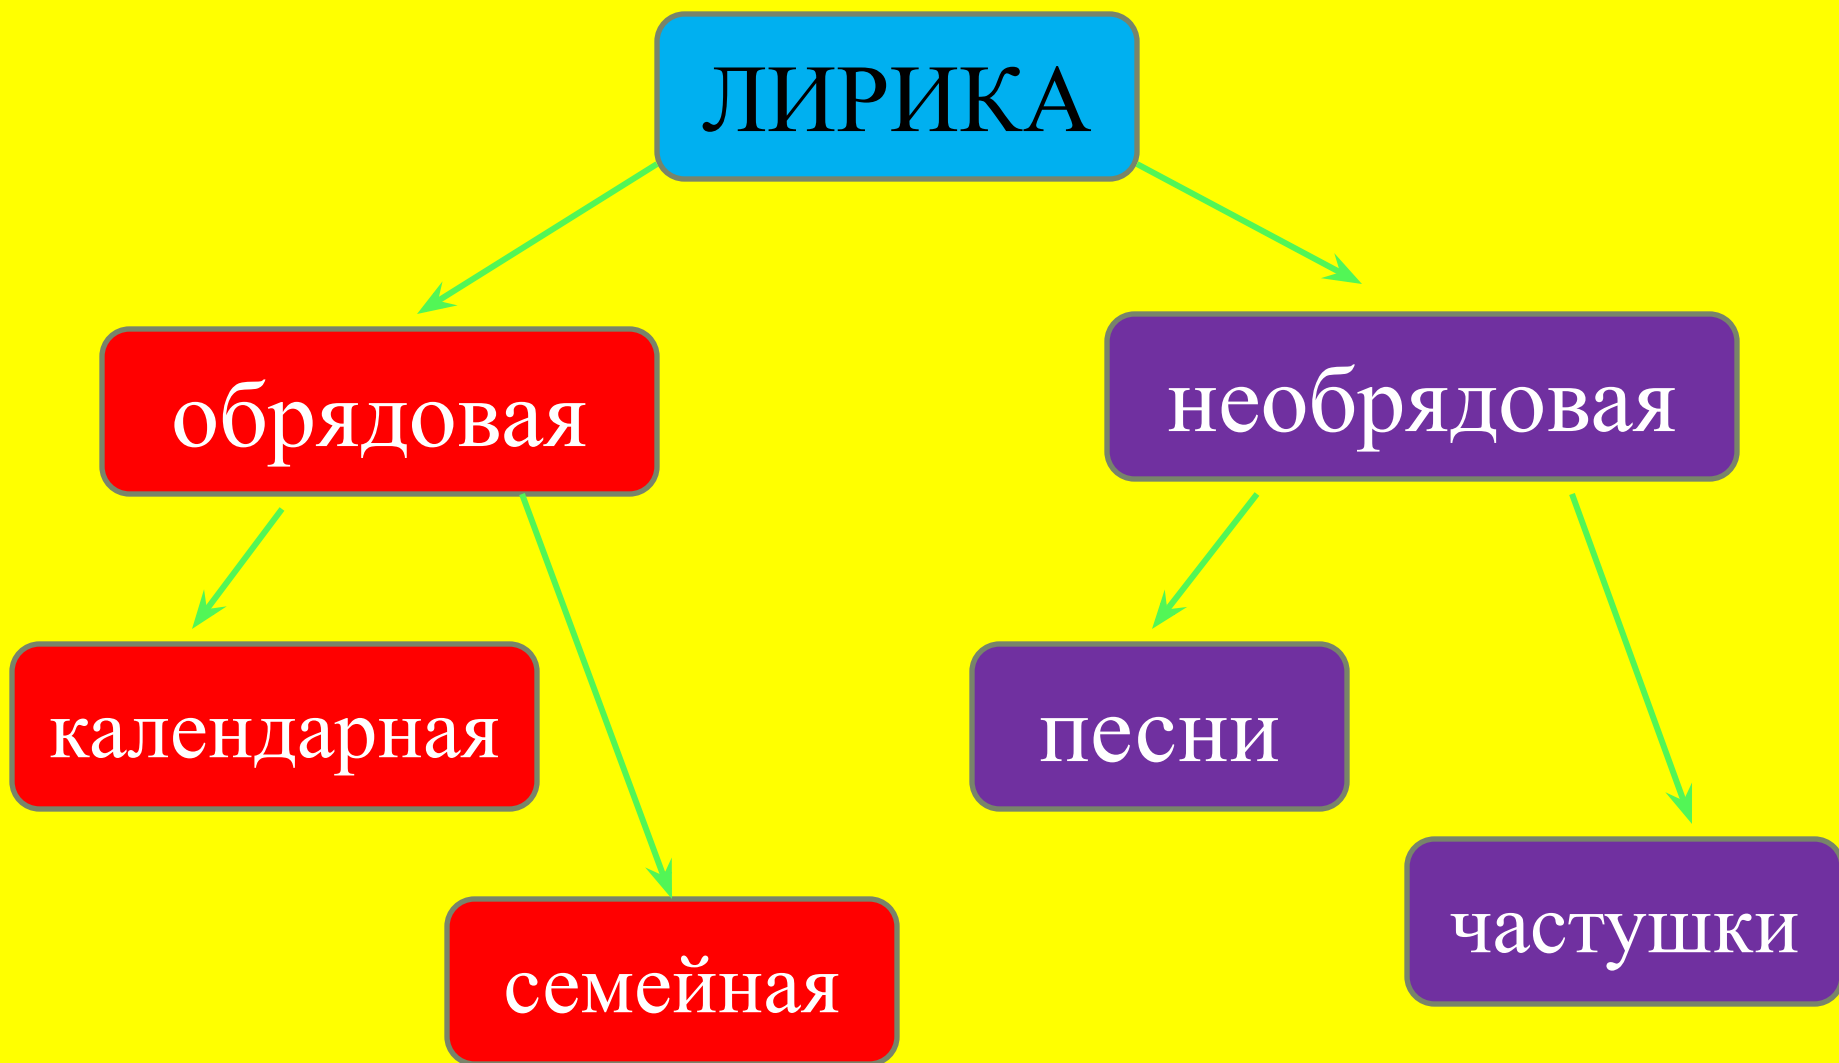 ЛИРИКА
обрядовая
необрядовая
календарная
песни
семейная
частушки